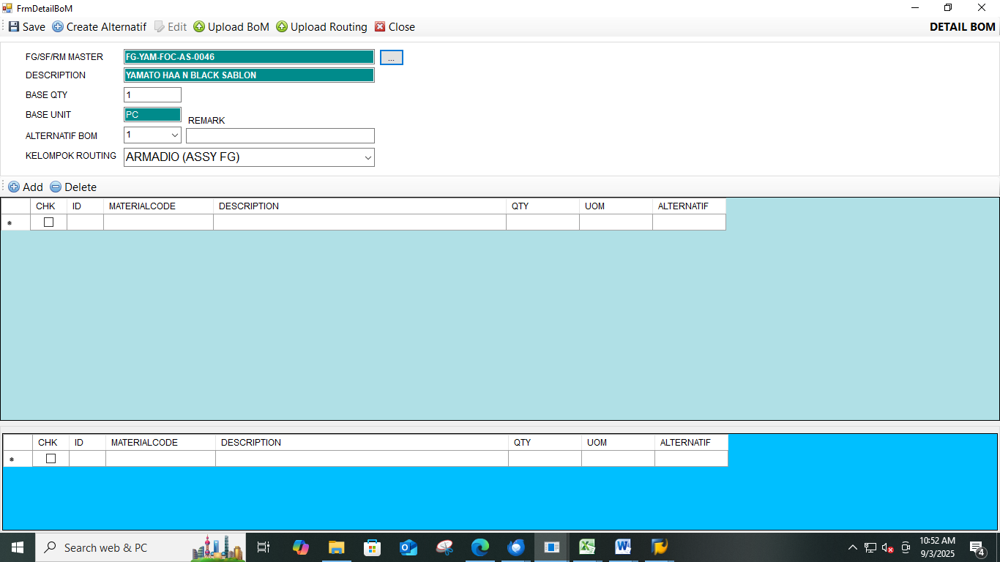 FrmDetailBoM
Save Create Alternatif Edit Upload BoM Upload Routing Close DETAIL BOM
FG/SF/RM MASTER FG-YAM-FOC-AS-0046 ...
DESCRIPTION YAMATO HAA N BLACK SABLON
BASE QTY 1
BASE UNIT PC
REMARK
ALTERNATIF BOM 1
KELOMPOK ROUTING ARMADIO (ASSY FG)
Add Delete
CHK ID MATERIALCODE DESCRIPTION QTY UOM ALTERNATIF
CHK ID MATERIALCODE DESCRIPTION QTY UOM ALTERNATIF
Search web & PC
10:52 AM
9/3/2025
4